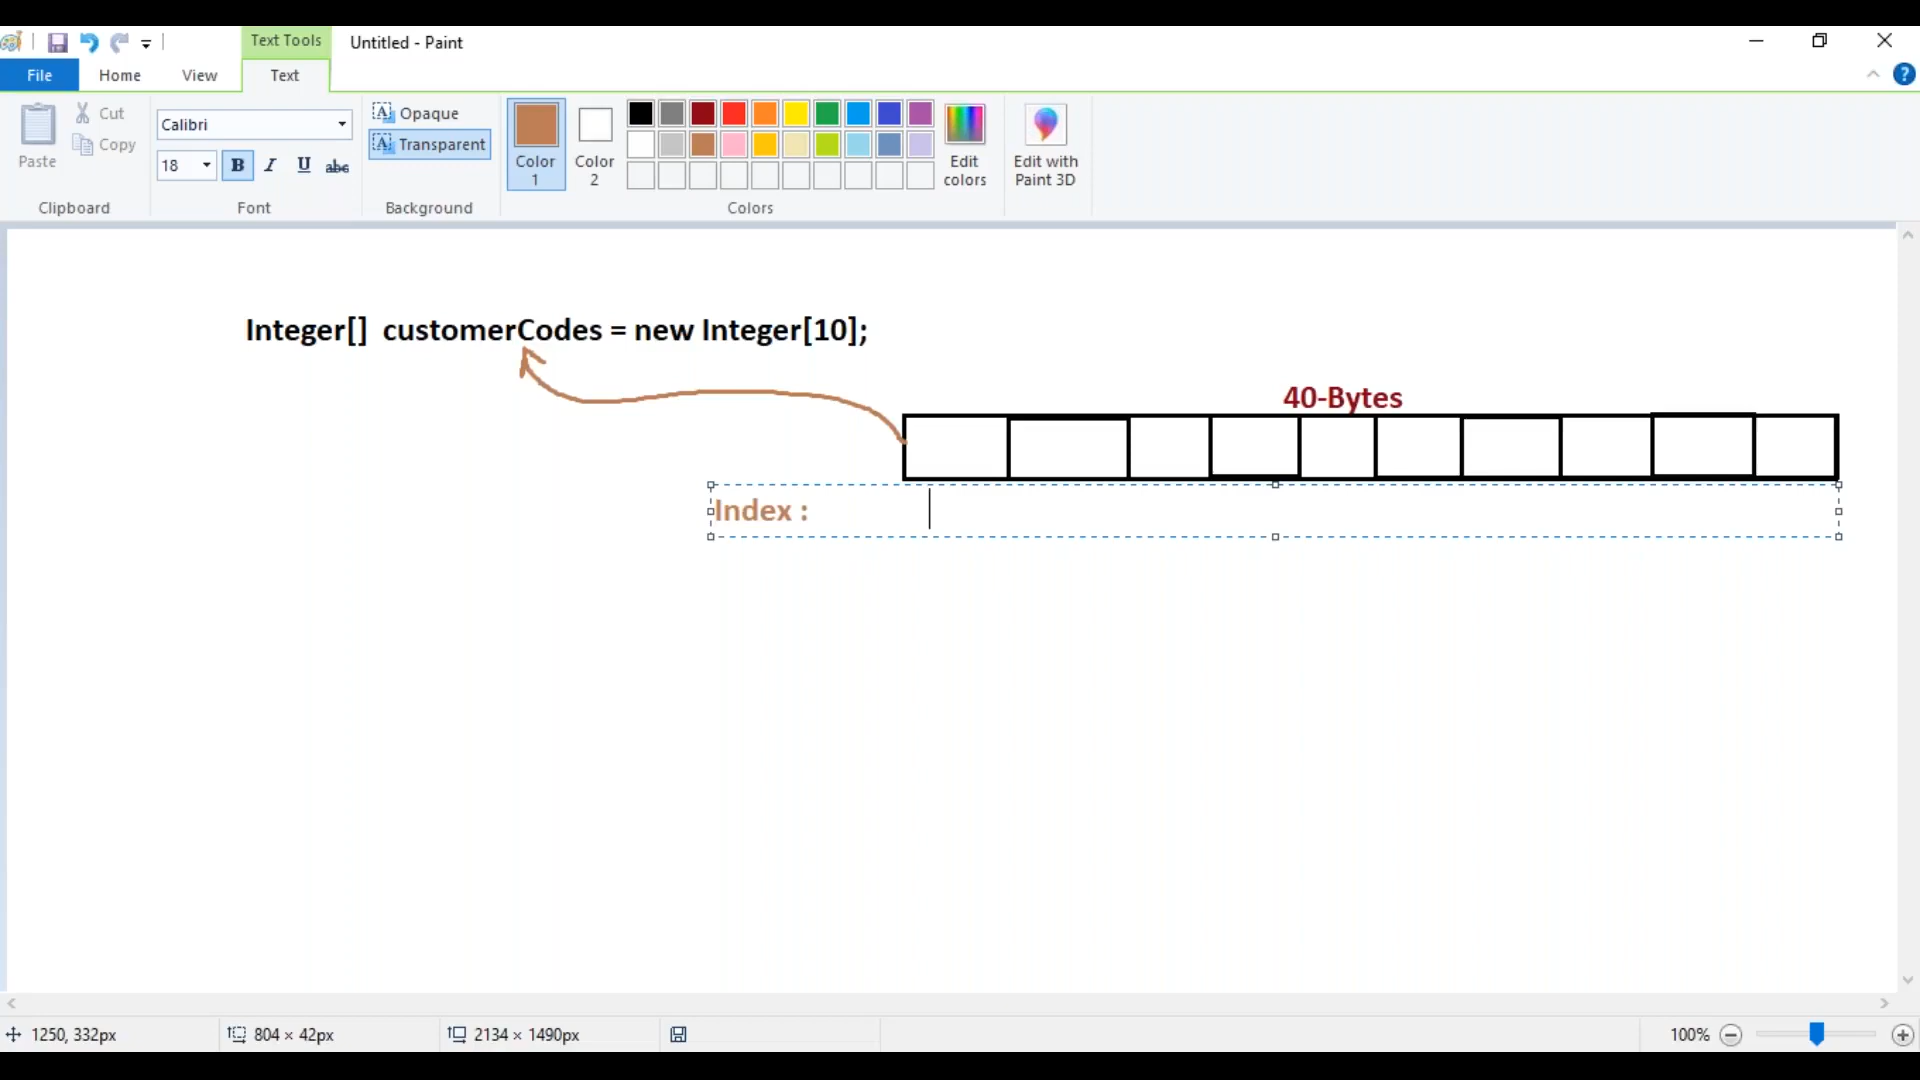 Text Tools
Untitled - Paint
File
Home
View
Text
Paste
Cut
Copy
Clipboard
Calibri
18
B
I
U
abc
Font
A Opaque
A Transparent
Background
Color 1
Color 2
Edit colors
Colors
Edit with Paint 3D
?
Integer[] customerCodes = new Integer[10];
40-Bytes
Index :
1250, 332px
804 × 42px
2134 × 1490px
100%